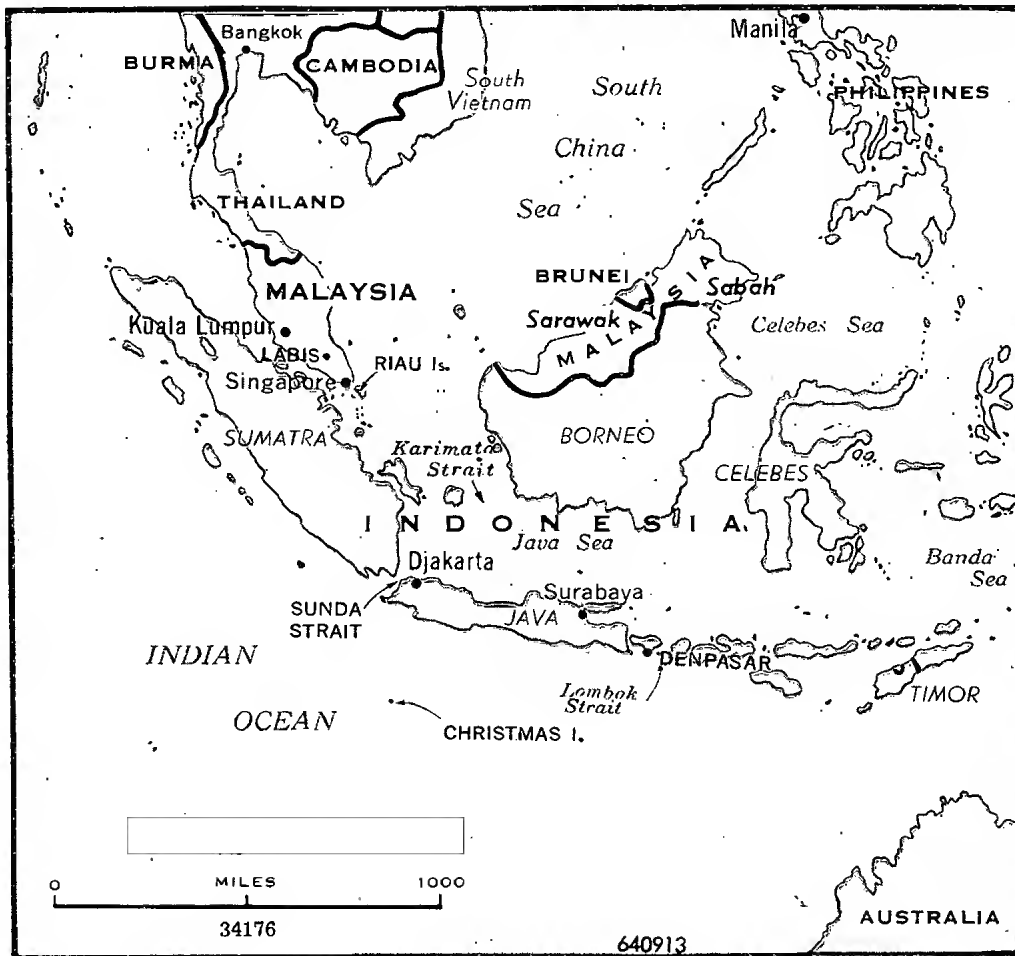 Manila
Bangkok
BURMA
CAMBODIA
South
Vietnam
South
China
Sea
PHILIPPINES
THAILAND
MALAYSIA
BRUNEI
Sabah
Sarawak
MALAYSIA
Celebes Sea
Kuala Lumpur
LABIS
RIAU Is.
Singapore
SUMATRA
BORNEO
Karimata
Strait
CELEBES
INDONESIA
Java Sea
Banda
Sea
Djakarta
Surabaya
SUNDA
STRAIT
JAVA
INDIAN
OCEAN
DENPASAR
Lombok
Strait
TIMOR
CHRISTMAS I.
0 MILES 1000
34176
640913
AUSTRALIA